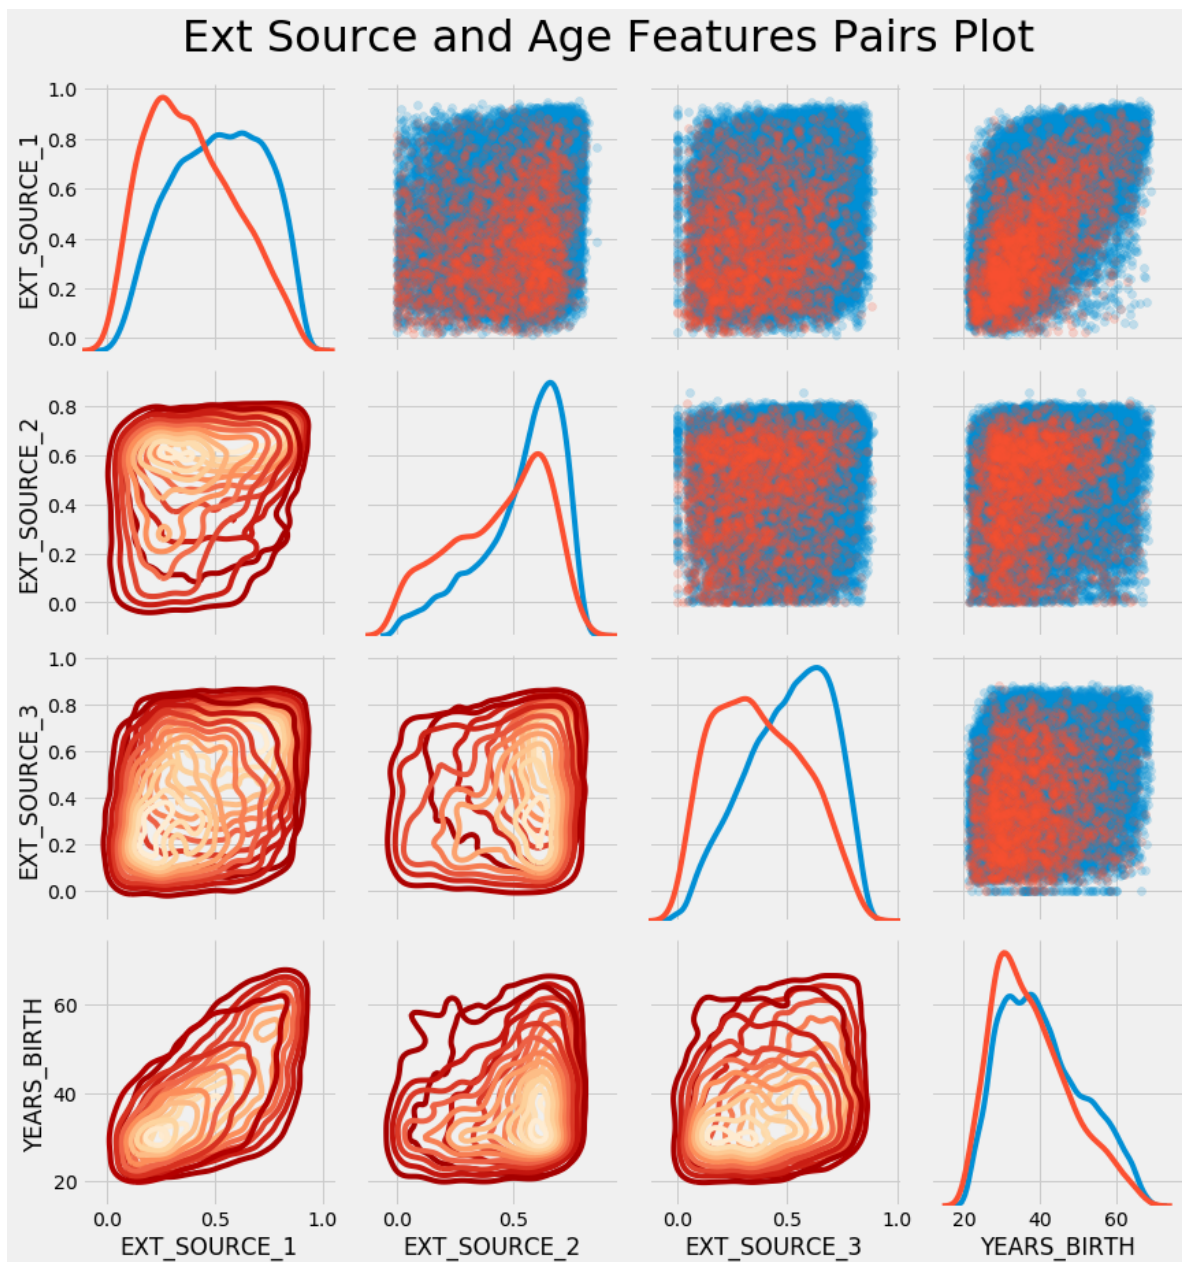 Ext Source and Age Features Pairs Plot
1.0
0.8
0.6
0.4
0.2
0.0
EXT_SOURCE_1
0.8
0.6
0.4
0.2
0.0
EXT_SOURCE_2
1.0
0.8
0.6
0.4
0.2
0.0
EXT_SOURCE_3
60
40
20
YEARS_BIRTH
0.0 0.5 1.0 0.0 0.5 0.0 0.5 1.0 20 40 60
EXT_SOURCE_1 EXT_SOURCE_2 EXT_SOURCE_3 YEARS_BIRTH